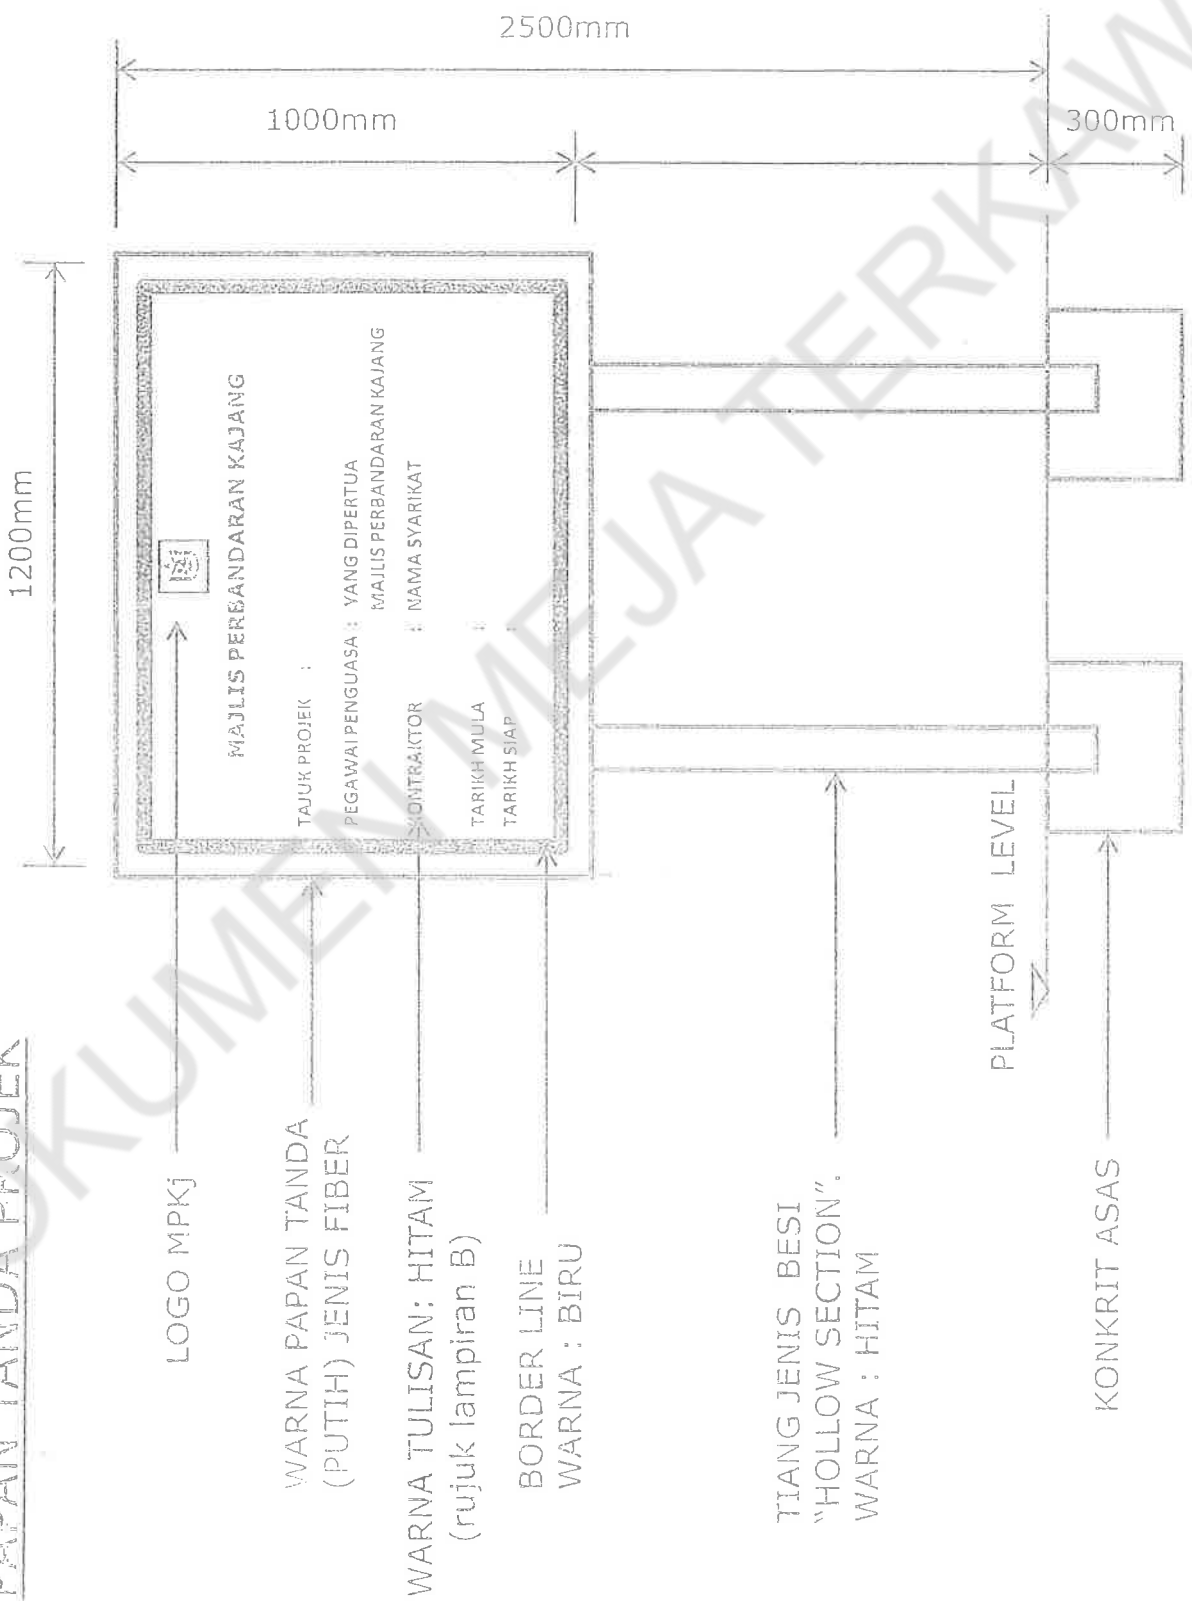 PAPAN TANDA PROJEK
LOGO MPKj
WARNA PAPAN TANDA
(PUTIH) JENIS FIBER
WARNA TULISAN: HITAM
(rujuk lampiran B)
BORDER LINE
WARNA : BIRU
TIANG JENIS BESI
"HOLLOW SECTION".
WARNA : HITAM
PLATFORM LEVEL
KONKRIT ASAS
1200mm
MAJLIS PERBANDARAN KAJANG
TAJUK PROJEK :
PEGAWAI PENGUASA : YANG DIPERTUA
MAJLIS PERBANDARAN KAJANG
KONTRAKTOR : NAMA SYARIKAT
TARIKH MULA :
TARIKH SIAP :
2500mm
1000mm
300mm
OKUMEN MEJA TERKAW